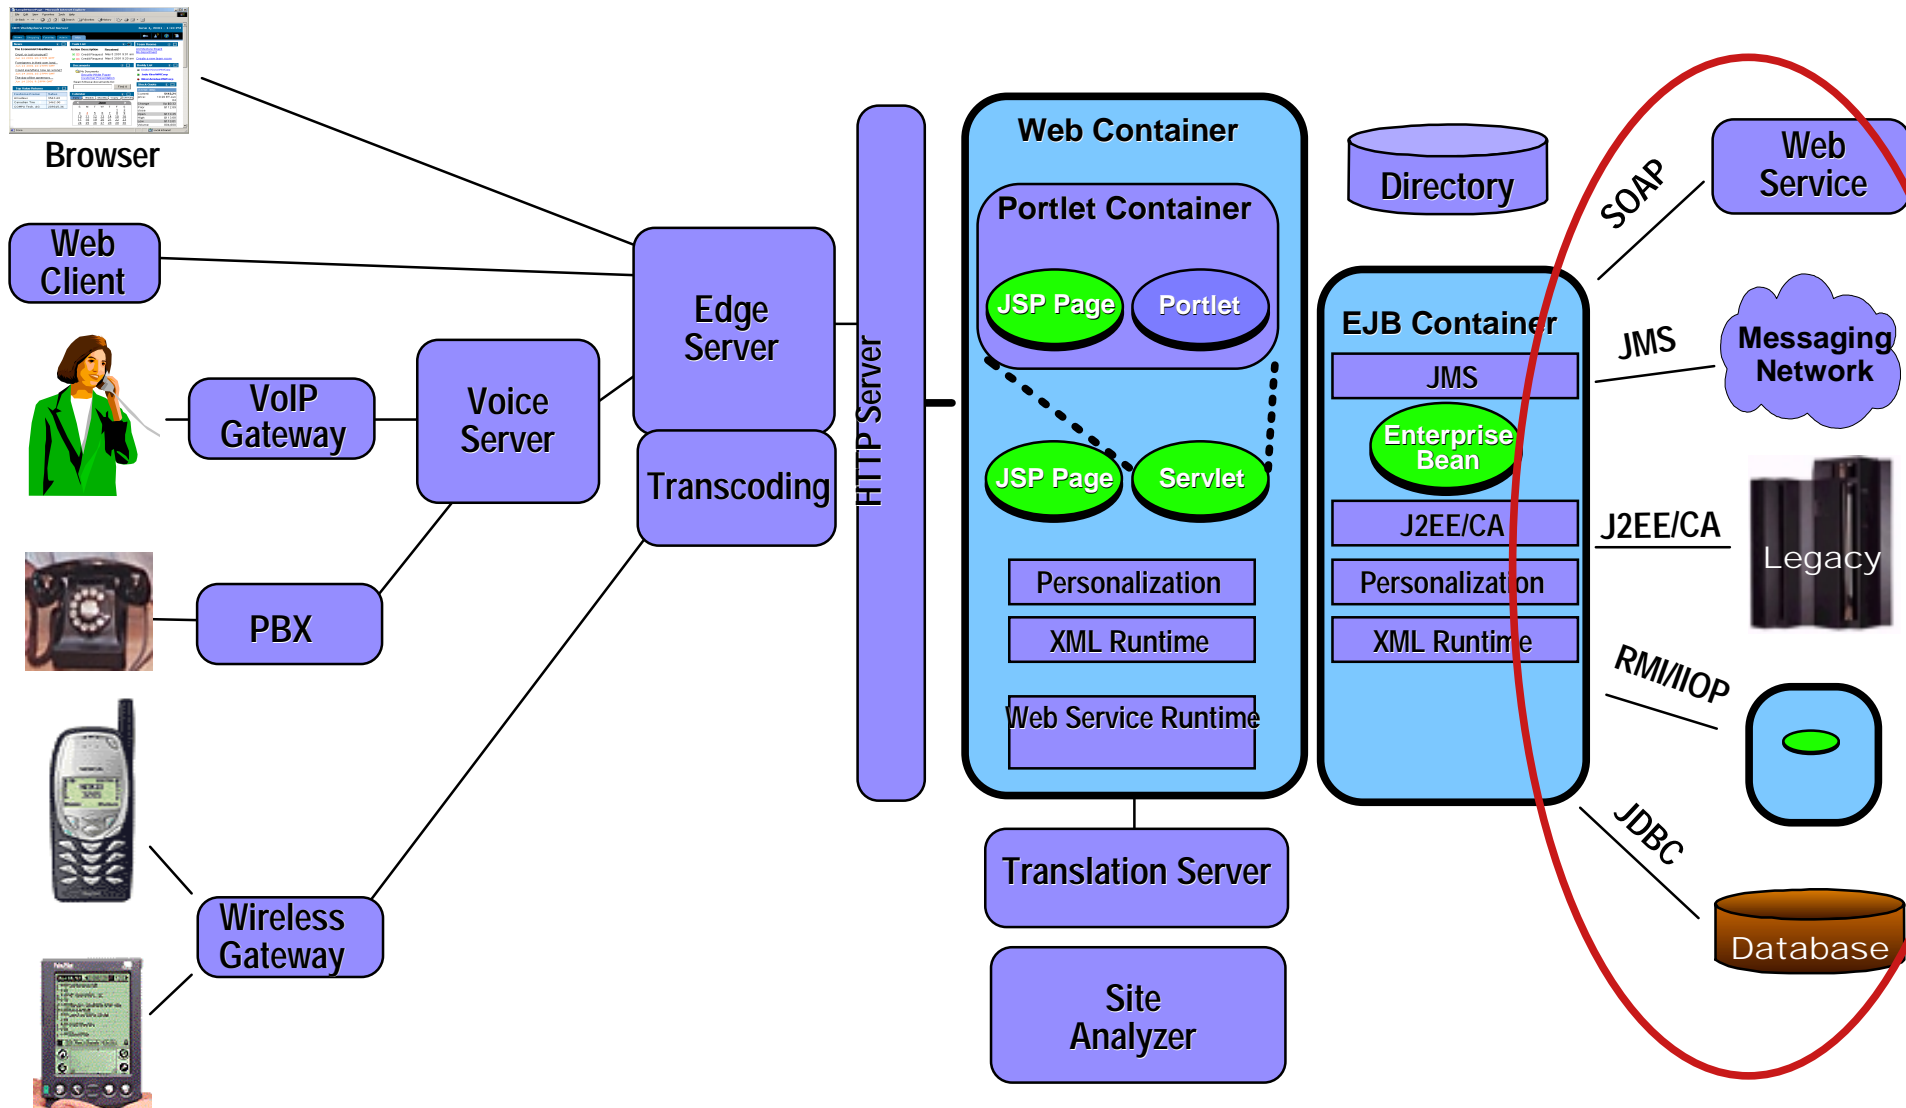 Browser
Web
Client
VoIP
Gateway
Voice
Server
PBX
Wireless
Gateway
Edge
Server
Transcoding
HTTP Server
Web Container
Portlet Container
JSP Page
Portlet
JSP Page
Servlet
Personalization
XML Runtime
Web Service Runtime
Translation Server
Site
Analyzer
Directory
EJB Container
JMS
Enterprise
Bean
J2EE/CA
Personalization
XML Runtime
SOAP
JMS
J2EE/CA
RMI/IIOP
JDBC
Web
Service
Messaging
Network
Legacy
Database